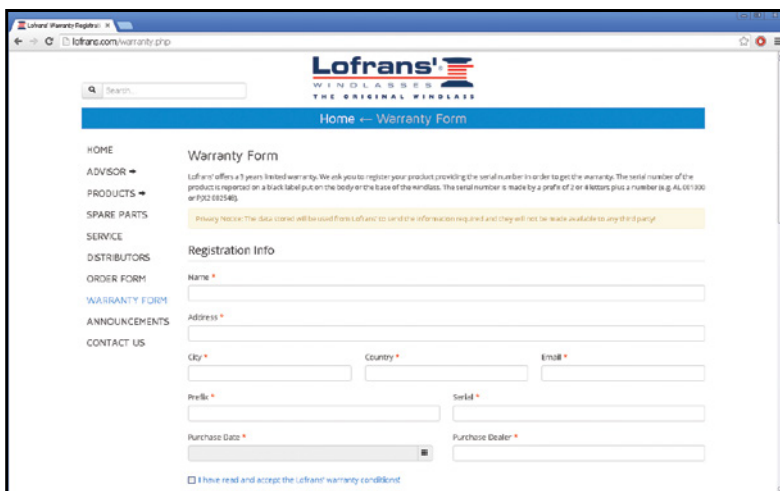 Lofrans' Warranty Registrati
lofrans.com/warranty.php
Lofrans'
WINDLASSES
THE ORIGINAL WINDLASS
Search...
Home ← Warranty Form
HOME
ADVISOR ➡
PRODUCTS ➡
SPARE PARTS
SERVICE
DISTRIBUTORS
ORDER FORM
WARRANTY FORM
ANNOUNCEMENTS
CONTACT US
Warranty Form
Lofrans' offers a 3 years limited warranty. We ask you to register your product providing the serial number in order to get the warranty. The serial number of the
product is reported on a black label put on the body or the base of the windlass. The serial number is made by a prefix of 2 or 4 letters plus a number (e.g. AL 001300
or PJX2 002548).
Privacy Notice: The data stored will be used from Lofrans' to send the information required and they will not be made available to any third party!
Registration Info
Name *
Address *
City * Country * Email *
Prefix * Serial *
Purchase Date * Purchase Dealer *
I have read and accept the Lofrans' warranty conditions!